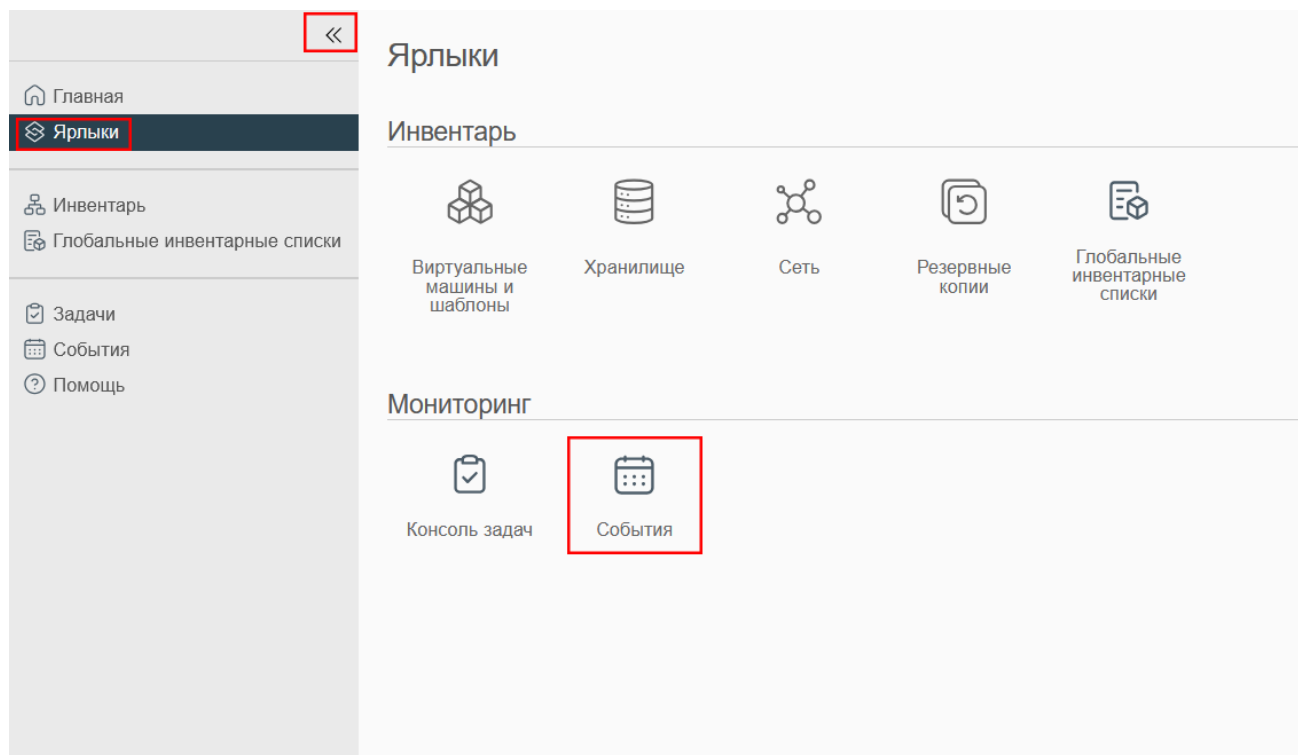 Главная
Ярлыки
Инвентарь
Глобальные инвентарные списки
Задачи
События
Помощь
Ярлыки
Инвентарь
Виртуальные
машины и
шаблоны
Хранилище
Сеть
Резервные
копии
Глобальные
инвентарные
списки
Мониторинг
Консоль задач
События